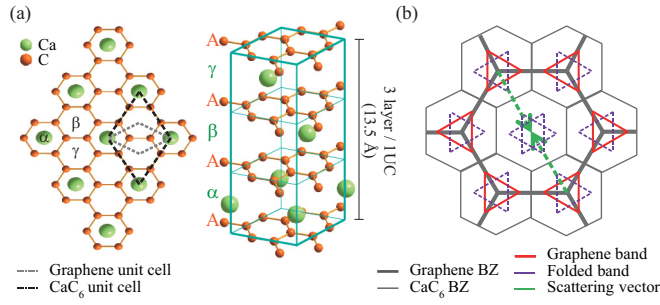 (a)
Ca
C
α
β
γ
A
γ
A
β
A
α
A
3 layer / 1UC
(13.5 Å)
Graphene unit cell
CaC6 unit cell
(b)
Graphene BZ
CaC6 BZ
Graphene band
Folded band
Scattering vector